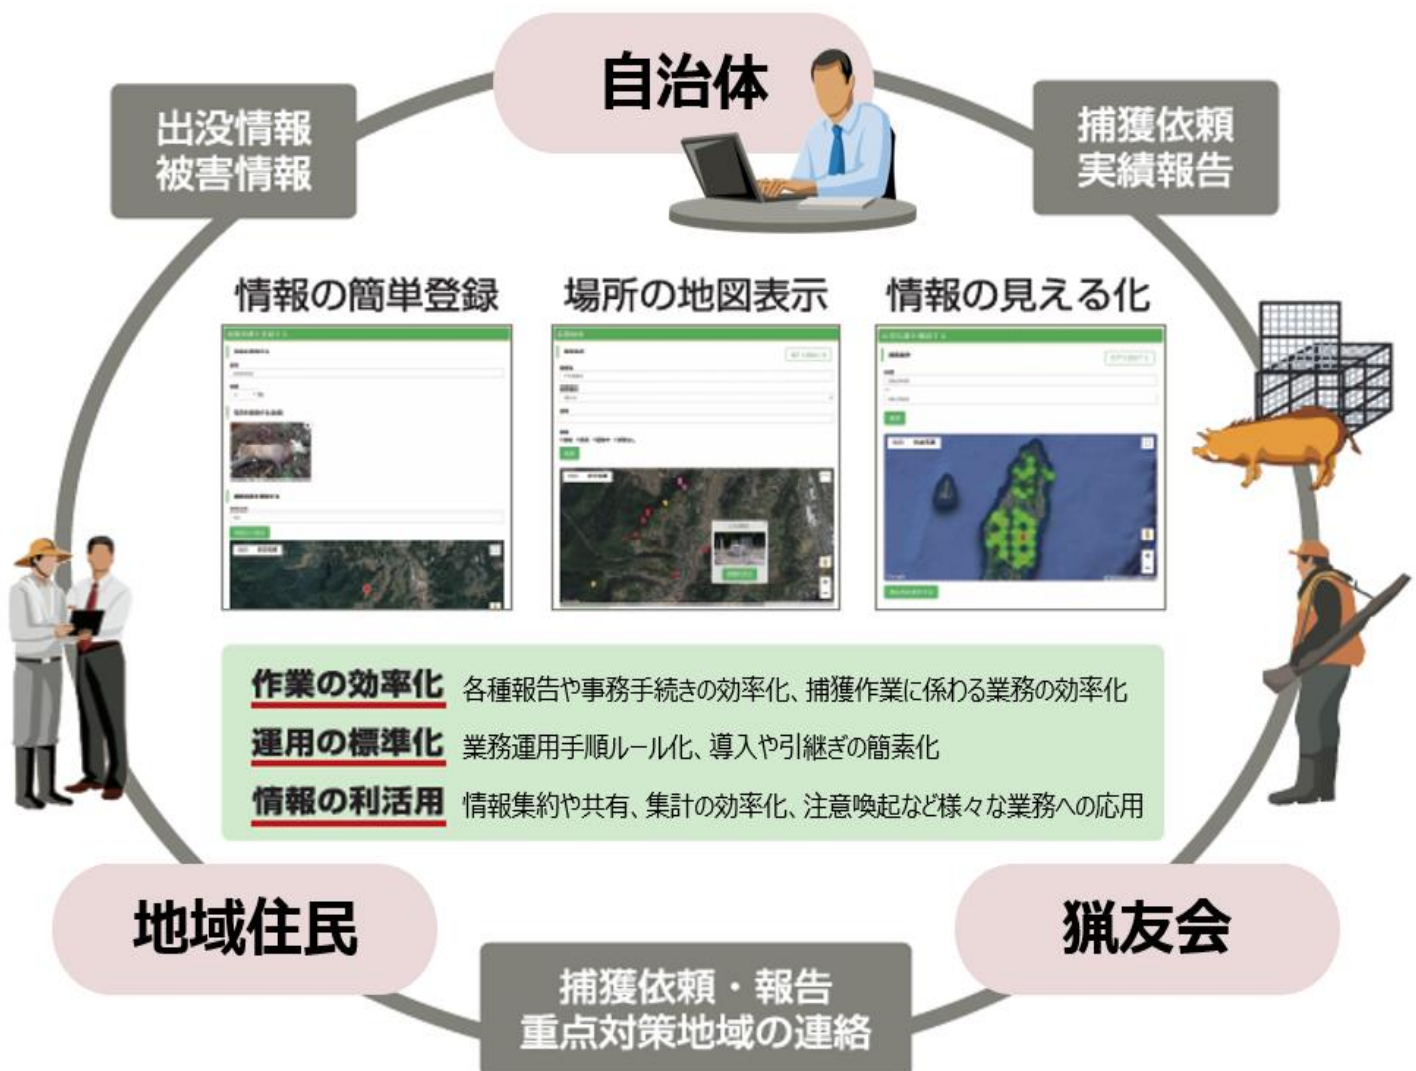 自治体
出没情報
被害情報
捕獲依頼
実績報告
情報の簡単登録
場所の地図表示
情報の見える化
作業の効率化 各種報告や事務手続きの効率化、捕獲作業に係わる業務の効率化
運用の標準化 業務運用手順ルール化、導入や引継ぎの簡素化
情報の利活用 情報集約や共有、集計の効率化、注意喚起など様々な業務への応用
地域住民
猟友会
捕獲依頼・報告
重点対策地域の連絡